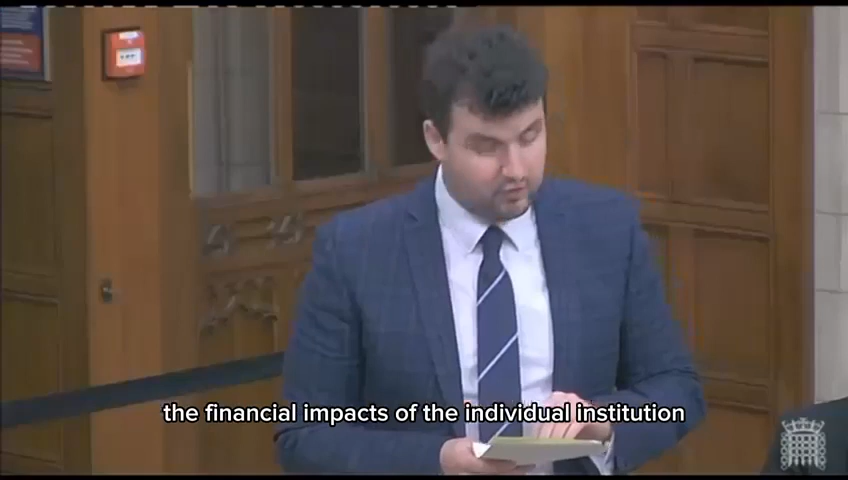 the financial impacts of the individual institution